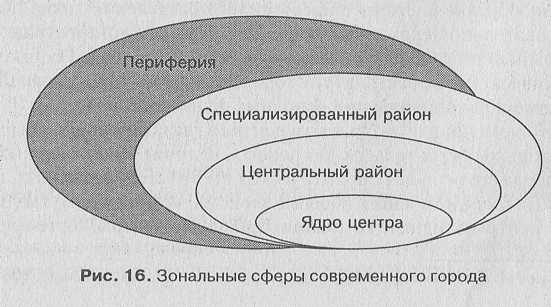 Периферия
Специализированный район
Центральный район
Ядро центра
Рис. 16. Зональные сферы современного города